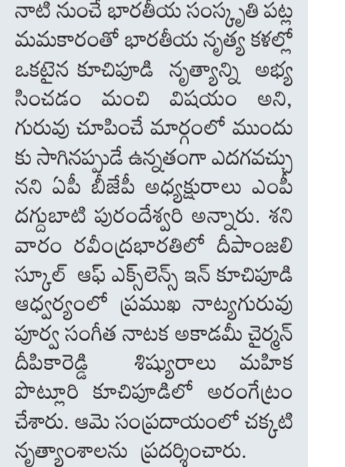 నాటి నుంచే భారతీయ సంస్కృతి పట్ల
మమకారంతో భారతీయ నృత్య కళల్లో
ఒకటైన కూచిపూడి నృత్యాన్ని అభ్య
సించడం మంచి విషయం అని,
గురువు చూపించే మార్గంలో ముందు
కు సాగినప్పుడే ఉన్నతంగా ఎదగవచ్చు
నని ఏపీ బీజేపీ అధ్యక్షురాలు ఎంపీ
దగ్దుబాటి పురందేశ్వరి అన్నారు. శని
వారం రవీంద్రభారతిలో దీపాంజలి
స్కూల్ ఆఫ్ ఎక్స్‌లెన్స్ ఇన్ కూచిపూడి
ఆధ్వర్యంలో ప్రముఖ నాట్యగురువు
పూర్వ సంగీత నాటక అకాడమీ చైర్మన్
దీపికారెడ్డి శిష్యురాలు మహిక
పొట్లూరి కూచిపూడిలో అరంగేట్రం
చేశారు. ఆమె సంప్రదాయంలో చక్కటి
నృత్యాంశాలను ప్రదర్శించారు.